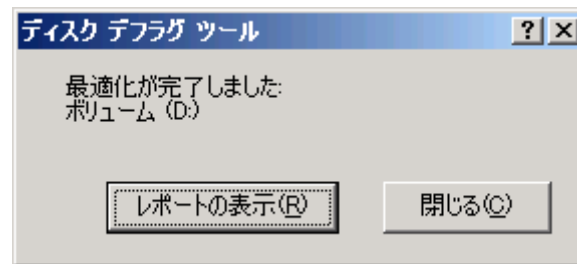 ディスク デフラグ ツール
最適化が完了しました:
ボリューム (D:)
レポートの表示(R) 閉じる(C)